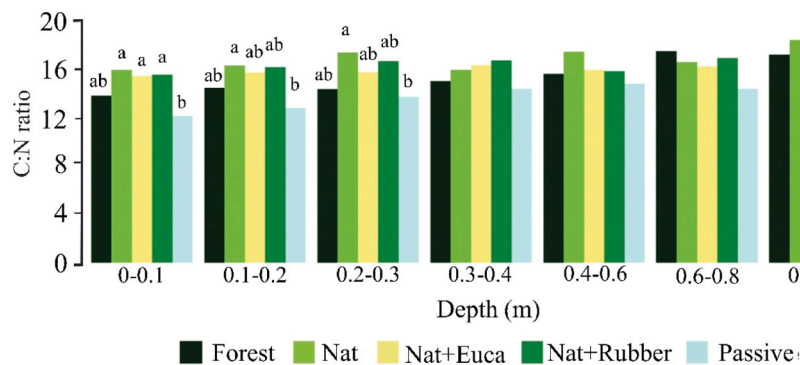 20
16
12
8
4
0
C:N ratio
ab a a a b
ab a ab ab b
ab a ab ab b
0-0.1 0.1-0.2 0.2-0.3 0.3-0.4 0.4-0.6 0.6-0.8 0
Depth (m)
Forest Nat Nat+Euca Nat+Rubber Passive